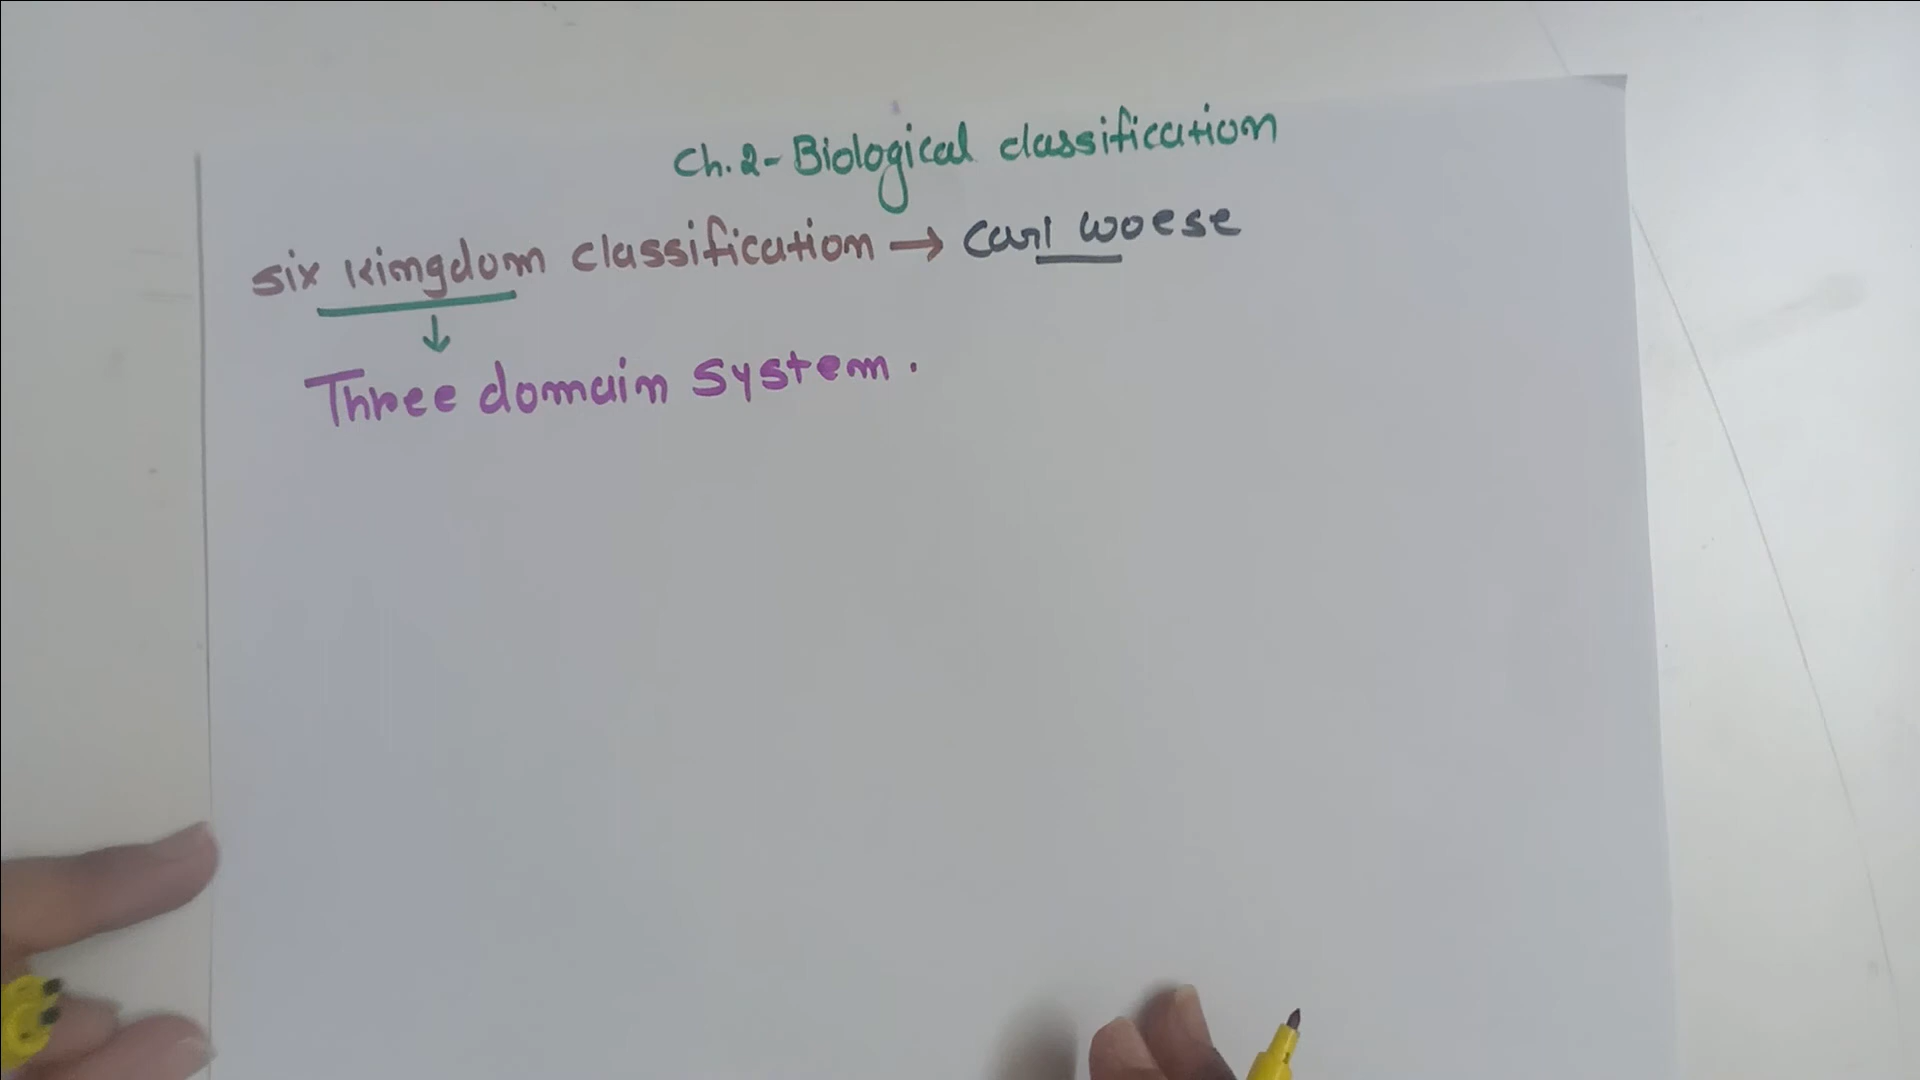 Ch. 2- Biological classification
six Kimgdom classification → Carl woese
↓
Three domain system.